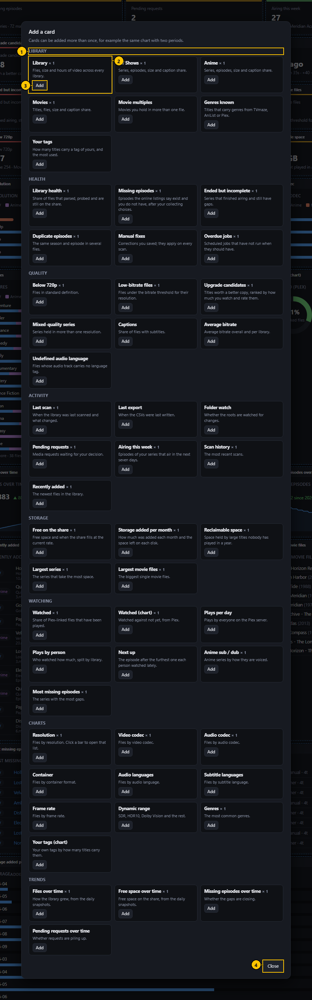 ng episodes
Pending requests
Airing this week
2
27
Add a card
Cards can be added more than once, for example the same chart with two periods.
1
LIBRARY
Library × 1
Files, size and hours of video across every
library.
Add
2
3
Shows × 1
Series, episodes, size and caption share.
Add
Anime × 1
Series, episodes, size and caption share.
Add
Movies × 1
Titles, files, size and caption share.
Add
Movie multiples
Movies you hold in more than one file.
Add
Genres known
Titles that carry genres from TVmaze,
AniList or Plex.
Add
Your tags
How many titles carry a tag of yours, and
the most used.
Add
HEALTH
Library health × 1
Share of files that parsed, probed and are
still on the share.
Add
Missing episodes × 1
Episodes the online listings say exist and
you do not have, after your collecting
choices.
Add
Ended but incomplete × 1
Series that finished airing and still have
gaps.
Add
Duplicate episodes × 1
The same season and episode in several
files.
Add
Manual fixes
Corrections you saved; they apply on every
scan.
Add
Overdue jobs × 1
Scheduled jobs that have not run when
they should have.
Add
QUALITY
Below 720p × 1
Files in standard definition.
Add
Low-bitrate files × 1
Files under the bitrate threshold for their
resolution.
Add
Upgrade candidates × 1
Titles worth a better copy, ranked by how
much you watch and rate them.
Add
Mixed-quality series
Series held in more than one resolution.
Add
Captions
Share of files with subtitles.
Add
Average bitrate
Average bitrate overall and per library.
Add
Undefined audio language
Files whose audio track carries no language
tag.
Add
ACTIVITY
Last scan × 1
When the library was last scanned and
what changed.
Add
Last export
When the CSVs were last written.
Add
Folder watch
Whether the roots are watched for
changes.
Add
Pending requests × 1
Media requests waiting for your decision.
Add
Airing this week × 1
Episodes of your series that air in the next
seven days.
Add
Scan history × 1
The most recent scans.
Add
Recently added × 1
The newest files in the library.
Add
STORAGE
Free on the share × 1
Free space and when the share fills at the
current rate.
Add
Storage added per month × 1
How much was added each month and the
space left on each disk.
Add
Reclaimable space × 1
Space held by large titles nobody has
played in a year.
Add
Largest series × 1
The series that take the most space.
Add
Largest movie files × 1
The biggest single movie files.
Add
WATCHING
Watched × 1
Share of Plex-linked files that have been
played.
Add
Watched (chart) × 1
Watched against not yet, from Plex.
Add
Plays per day
Plays by everyone on the Plex server.
Add
Plays by person
Who watched how much, split by library.
Add
Next up
The episode after the furthest one each
person watched lately.
Add
Anime sub / dub × 1
Anime series by how they are voiced.
Add
Most missing episodes × 1
The series with the most gaps.
Add
CHARTS
Resolution × 1
Files by resolution. Click a bar to open that
list.
Add
Video codec × 1
Files by video codec.
Add
Audio codec × 1
Files by audio codec.
Add
Container
Files by container format.
Add
Audio languages
Files by audio language.
Add
Subtitle languages
Files by subtitle language.
Add
Frame rate
Files by frame rate.
Add
Dynamic range
SDR, HDR10, Dolby Vision and the rest.
Add
Genres × 1
The most common genres.
Add
Your tags (chart)
Your own tags by how many titles carry
them.
Add
TRENDS
Files over time × 1
How the library grew, from the daily
snapshots.
Add
Free space over time × 1
Free space on the share, from the daily
snapshots.
Add
Missing episodes over time × 1
Whether the gaps are closing.
Add
Pending requests over time
Whether requests are piling up.
Add
4
Close